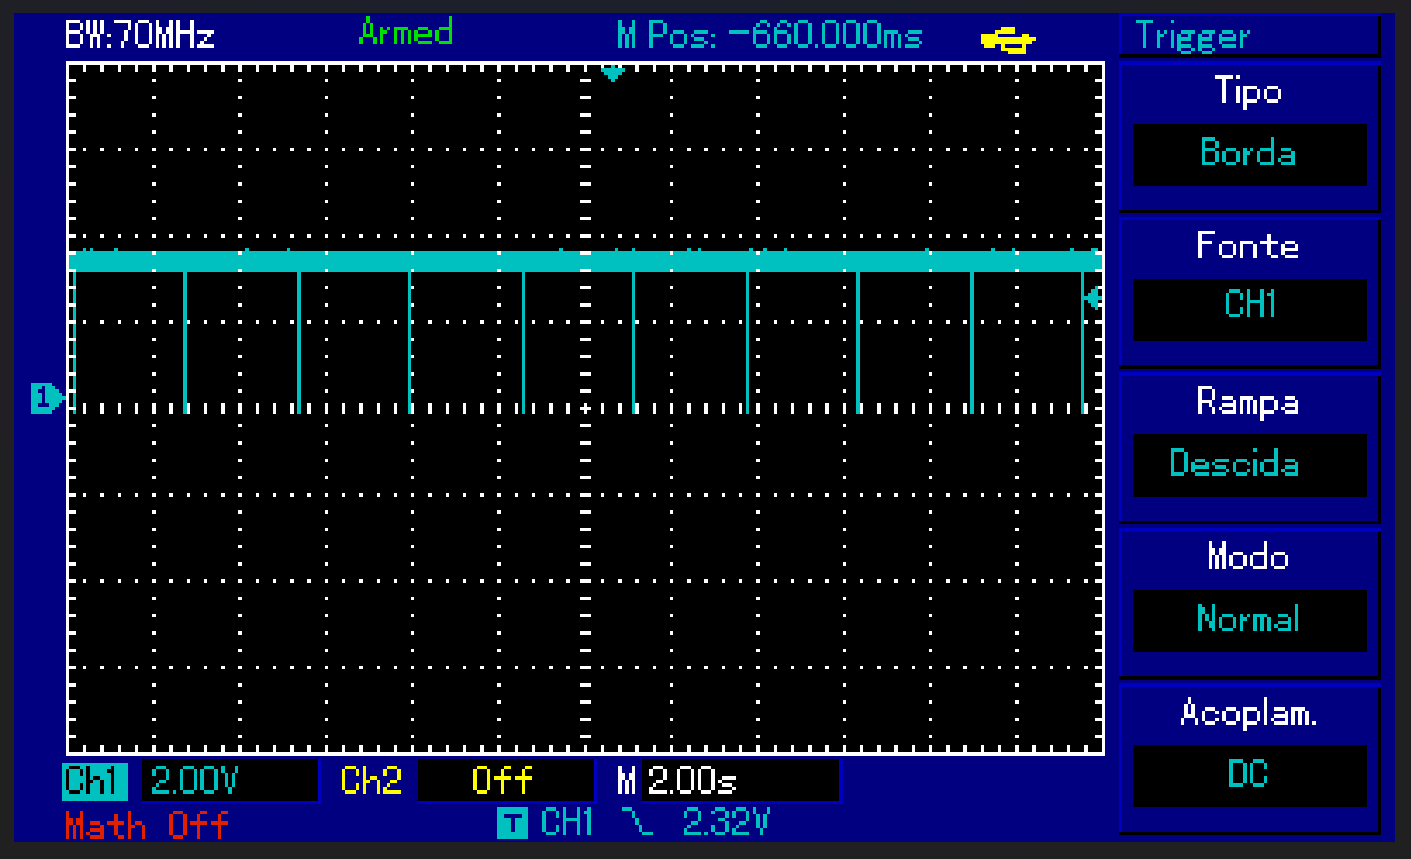 BW:70MHz Armed M Pos: -660.000ms Trigger
Tipo
Borda
Fonte
CH1
1
Rampa
Descida
Modo
Normal
Acoplam.
DC
Ch1 2.00V Ch2 Off M 2.00s
Math Off T CH1 2.32V